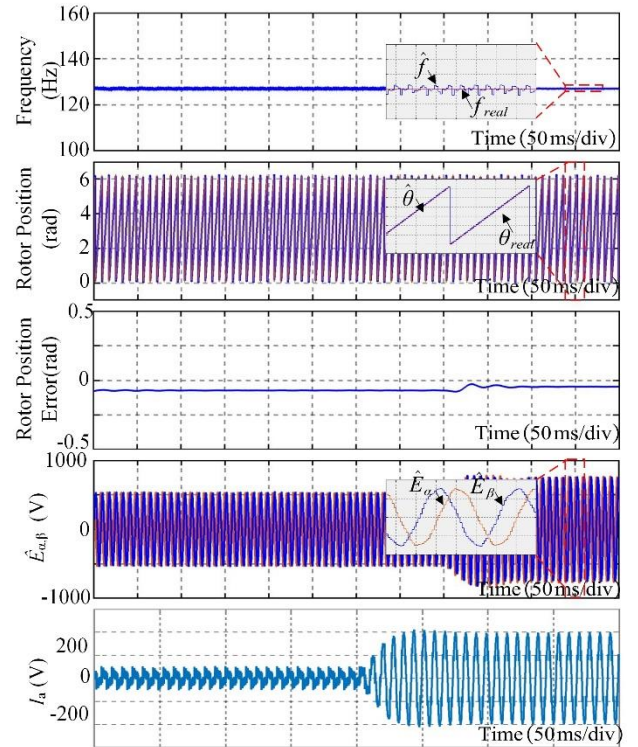 160
140
120
100
Frequency
(Hz)
f̂
f_real
Time (50 ms/div)
6
4
2
0
Rotor Position
(rad)
θ̂
θ_real
Time (50 ms/div)
0.5
0
-0.5
Rotor Position
Error(rad)
Time (50 ms/div)
1000
0
-1000
Ê_α,β (V)
Ê_α
Ê_β
Time (50 ms/div)
200
0
-200
I_a (V)
Time (50 ms/div)